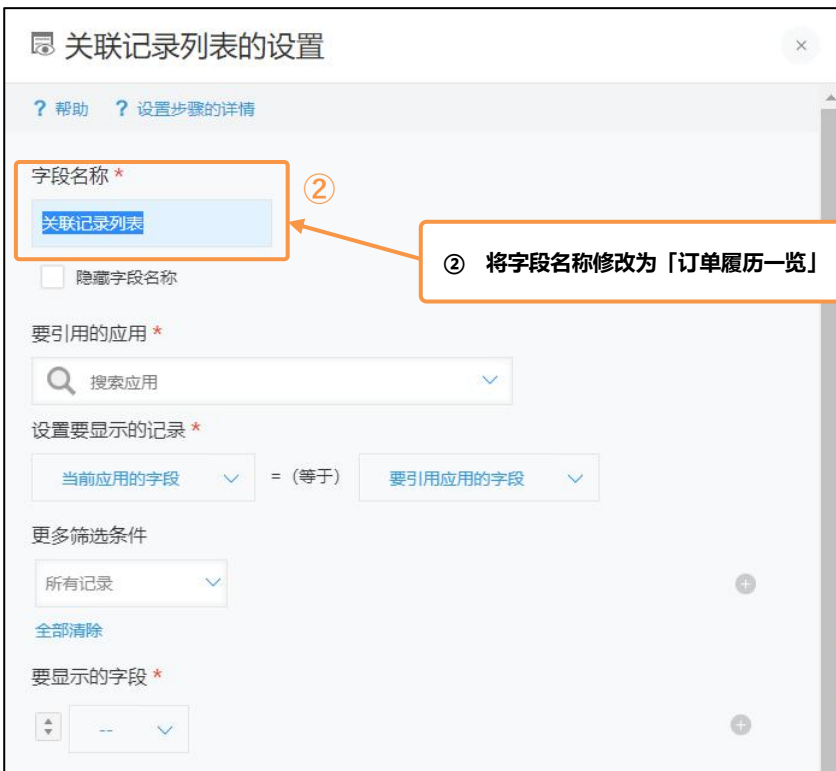 关联记录列表的设置
? 帮助 ? 设置步骤的详情
字段名称 *
②
关联记录列表
② 将字段名称修改为「订单履历一览」
隐藏字段名称
要引用的应用 *
搜索应用
设置要显示的记录 *
当前应用的字段 = (等于) 要引用应用的字段
更多筛选条件
所有记录
全部清除
要显示的字段 *
--